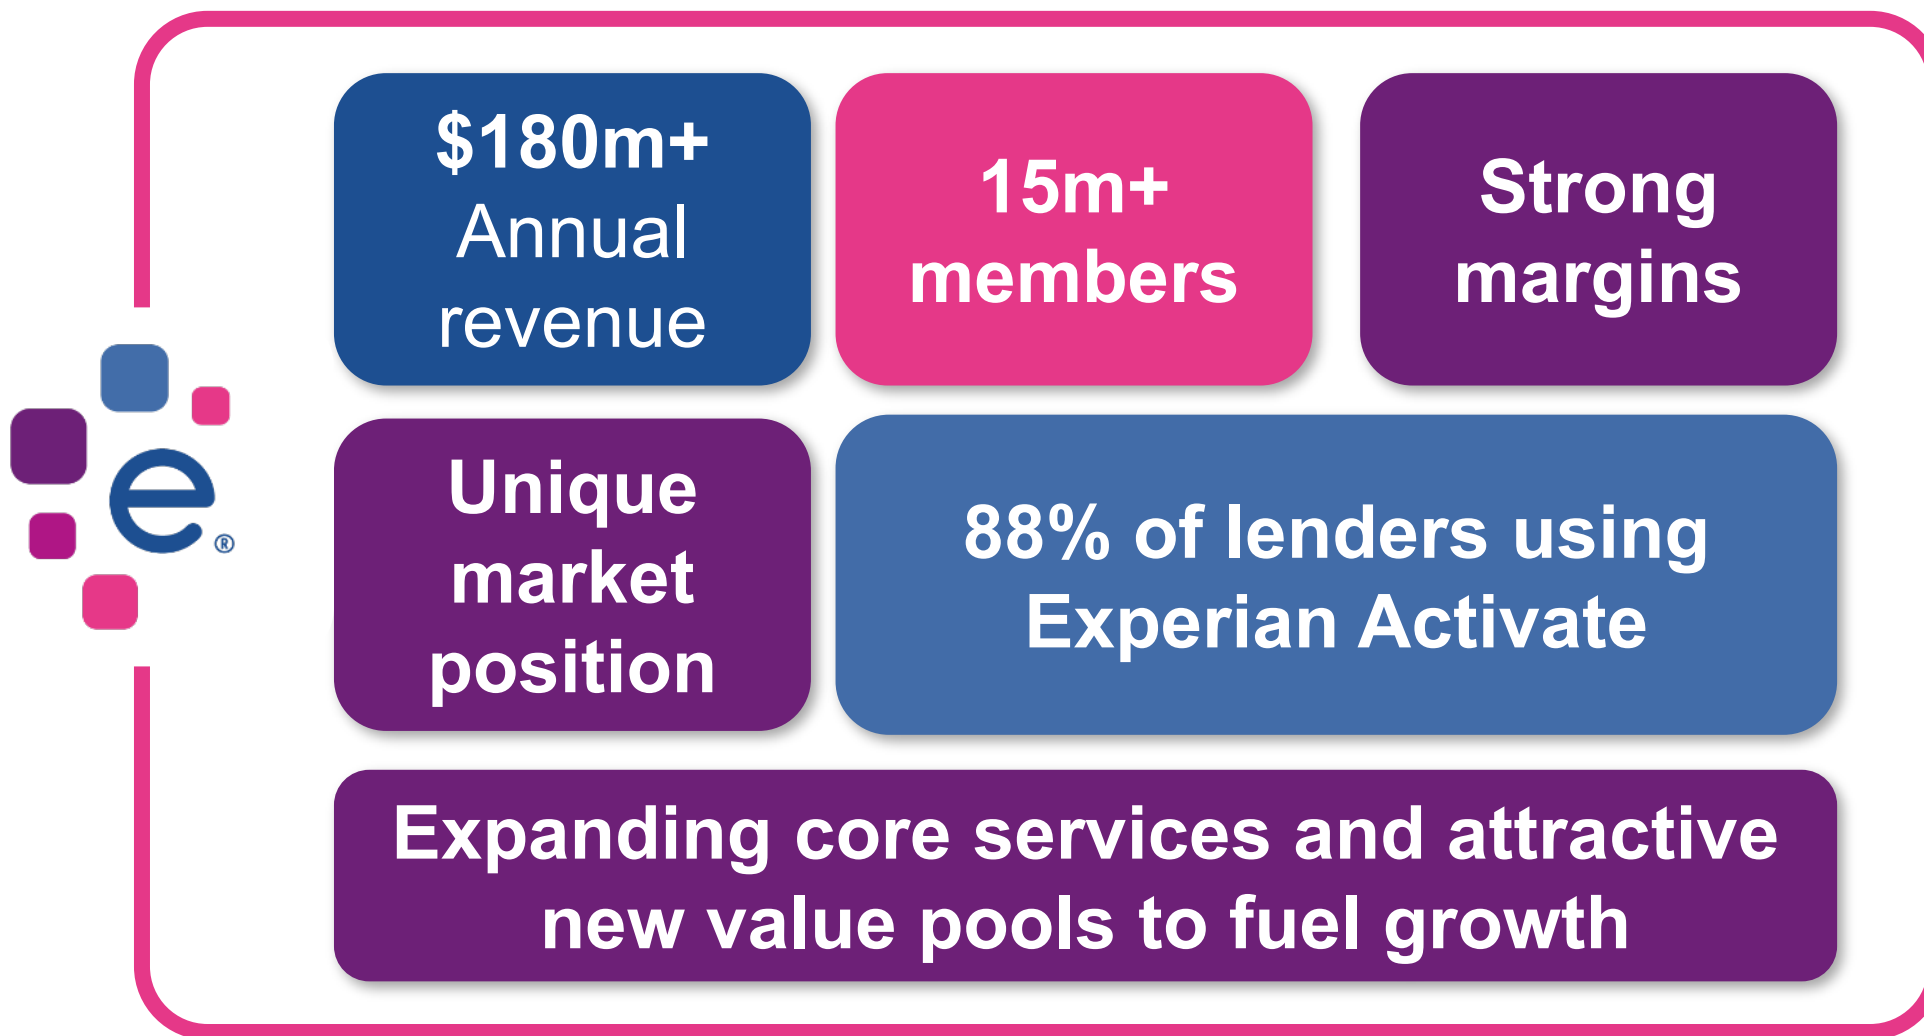 $180m+
Annual
revenue
15m+
members
Strong
margins
e®
Unique
market
position
88% of lenders using
Experian Activate
Expanding core services and attractive
new value pools to fuel growth